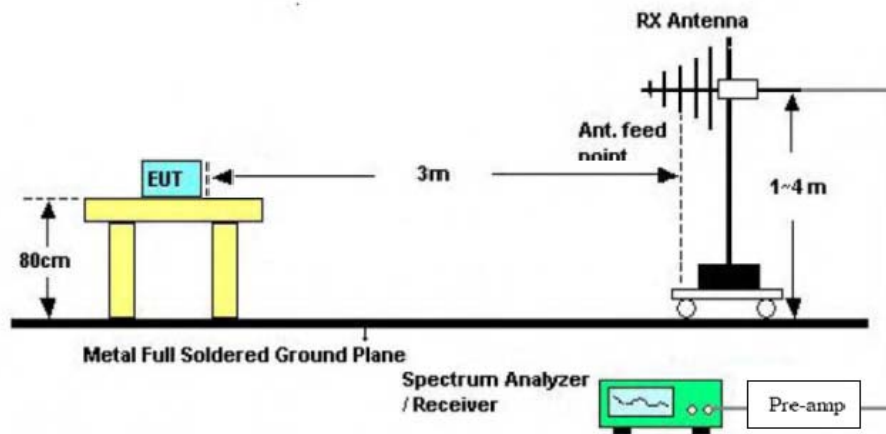 RX Antenna
Ant. feed
point
EUT
3m
1~4 m
80cm
Metal Full Soldered Ground Plane
Spectrum Analyzer
/ Receiver
Pre-amp